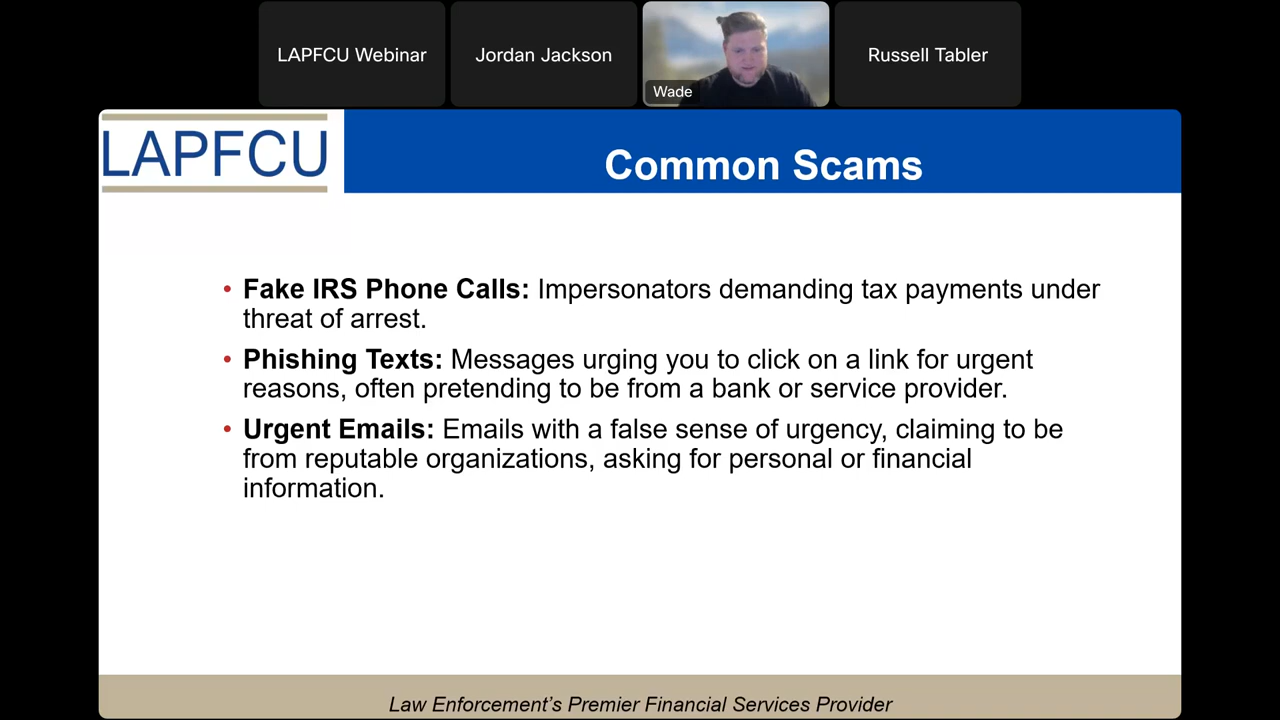 LAPFCU Webinar
Jordan Jackson
Wade
Russell Tabler
LAPFCU
Common Scams
• Fake IRS Phone Calls: Impersonators demanding tax payments under
threat of arrest.
• Phishing Texts: Messages urging you to click on a link for urgent
reasons, often pretending to be from a bank or service provider.
• Urgent Emails: Emails with a false sense of urgency, claiming to be
from reputable organizations, asking for personal or financial
information.
Law Enforcement’s Premier Financial Services Provider